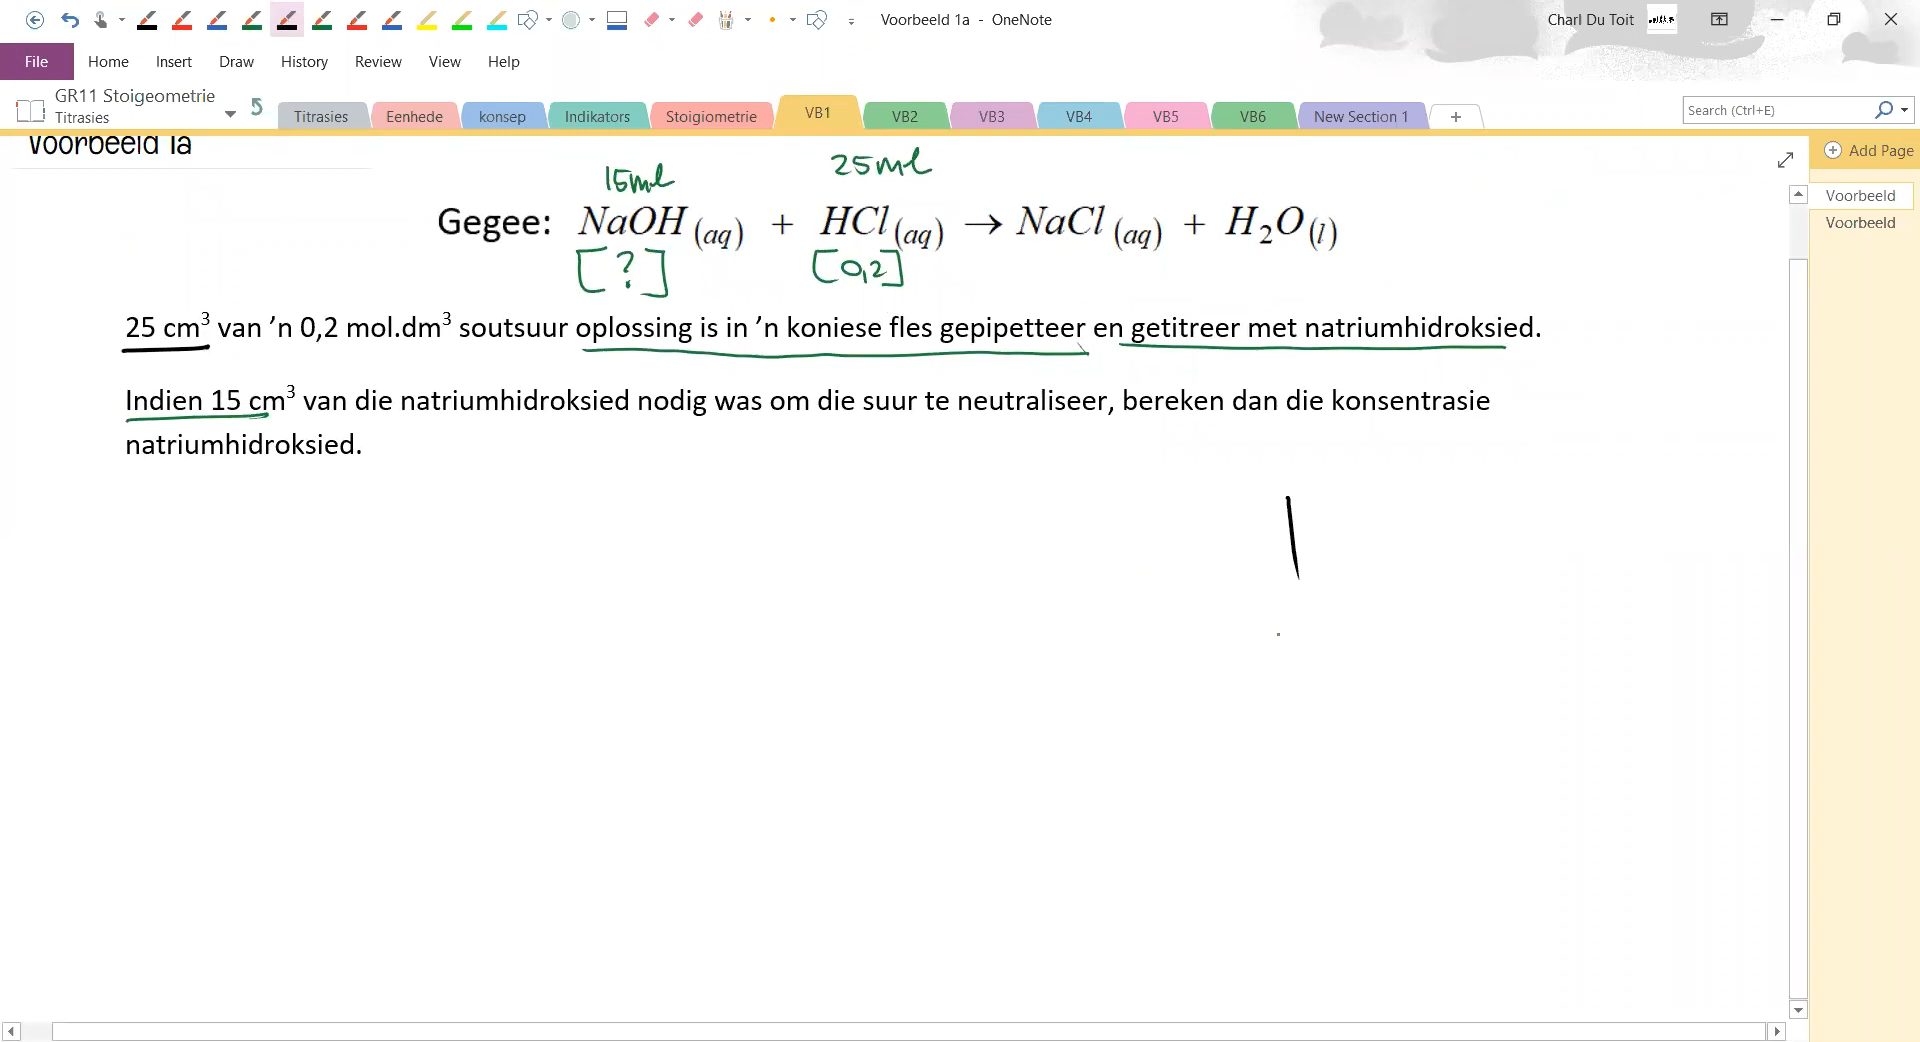 Voorbeeld 1a - OneNote
Charl Du Toit
File Home Insert Draw History Review View Help
GR11 Stoigeometrie
Titrasies
Titrasies Eenhede konsep Indikators Stoigiometrie VB1 VB2 VB3 VB4 VB5 VB6 New Section 1 +
Search (Ctrl+E)
Voorbeeld 1a
Add Page
Voorbeeld
Voorbeeld
15ml 25ml
Gegee: NaOH (aq) + HCl (aq) → NaCl (aq) + H₂O (l)
[?] [0,2]
25 cm³ van ’n 0,2 mol.dm³ soutsuur oplossing is in ’n koniese fles gepipetteer en getitreer met natriumhidroksied.
Indien 15 cm³ van die natriumhidroksied nodig was om die suur te neutraliseer, bereken dan die konsentrasie
natriumhidroksied.